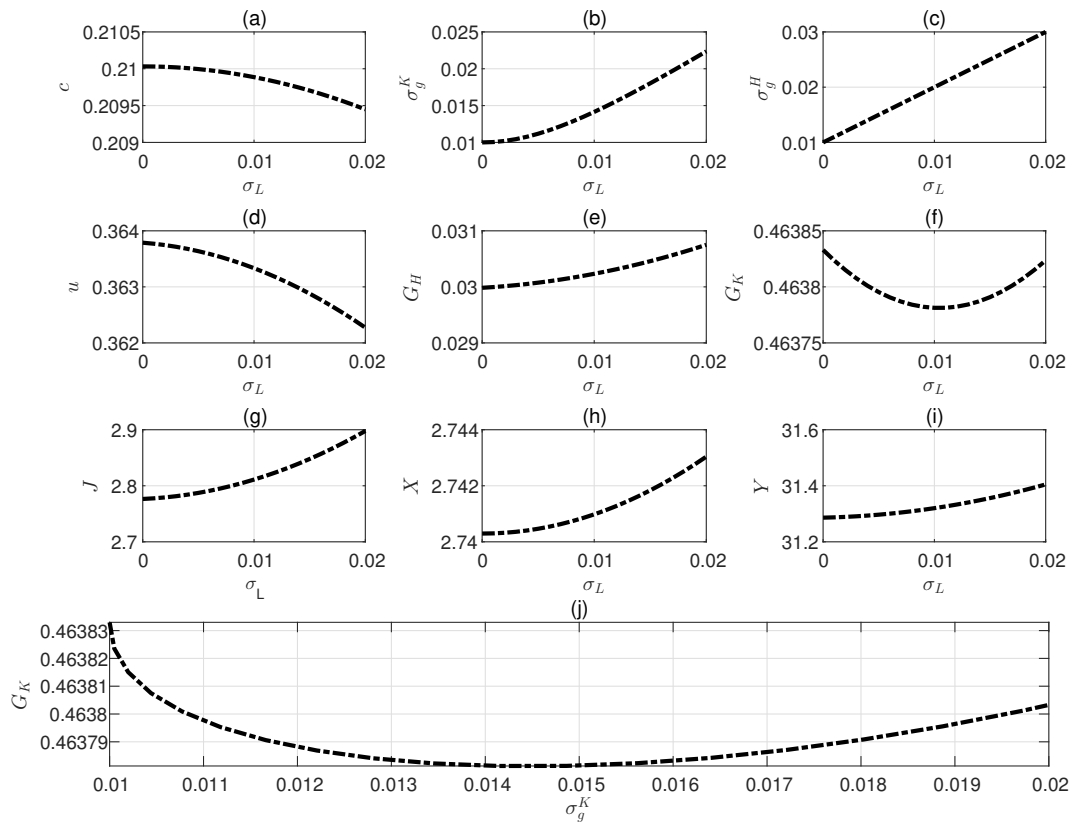 (a)
0.2105
0.21
0.2095
0.209
c
0 0.01 0.02
σ_L
(b)
0.025
0.02
0.015
0.01
σ_g^K
0 0.01 0.02
σ_L
(c)
0.03
0.02
0.01
σ_g^H
0 0.01 0.02
σ_L
(d)
0.364
0.363
0.362
u
0 0.01 0.02
σ_L
(e)
0.031
0.03
0.029
G_H
0 0.01 0.02
σ_L
(f)
0.46385
0.4638
0.46375
G_K
0 0.01 0.02
σ_L
(g)
2.9
2.8
2.7
J
0 0.01 0.02
σ_L
(h)
2.744
2.742
2.74
X
0 0.01 0.02
σ_L
(i)
31.6
31.4
31.2
Y
0 0.01 0.02
σ_L
(j)
0.46383
0.46382
0.46381
0.4638
0.46379
G_K
0.01 0.011 0.012 0.013 0.014 0.015 0.016 0.017 0.018 0.019 0.02
σ_g^K